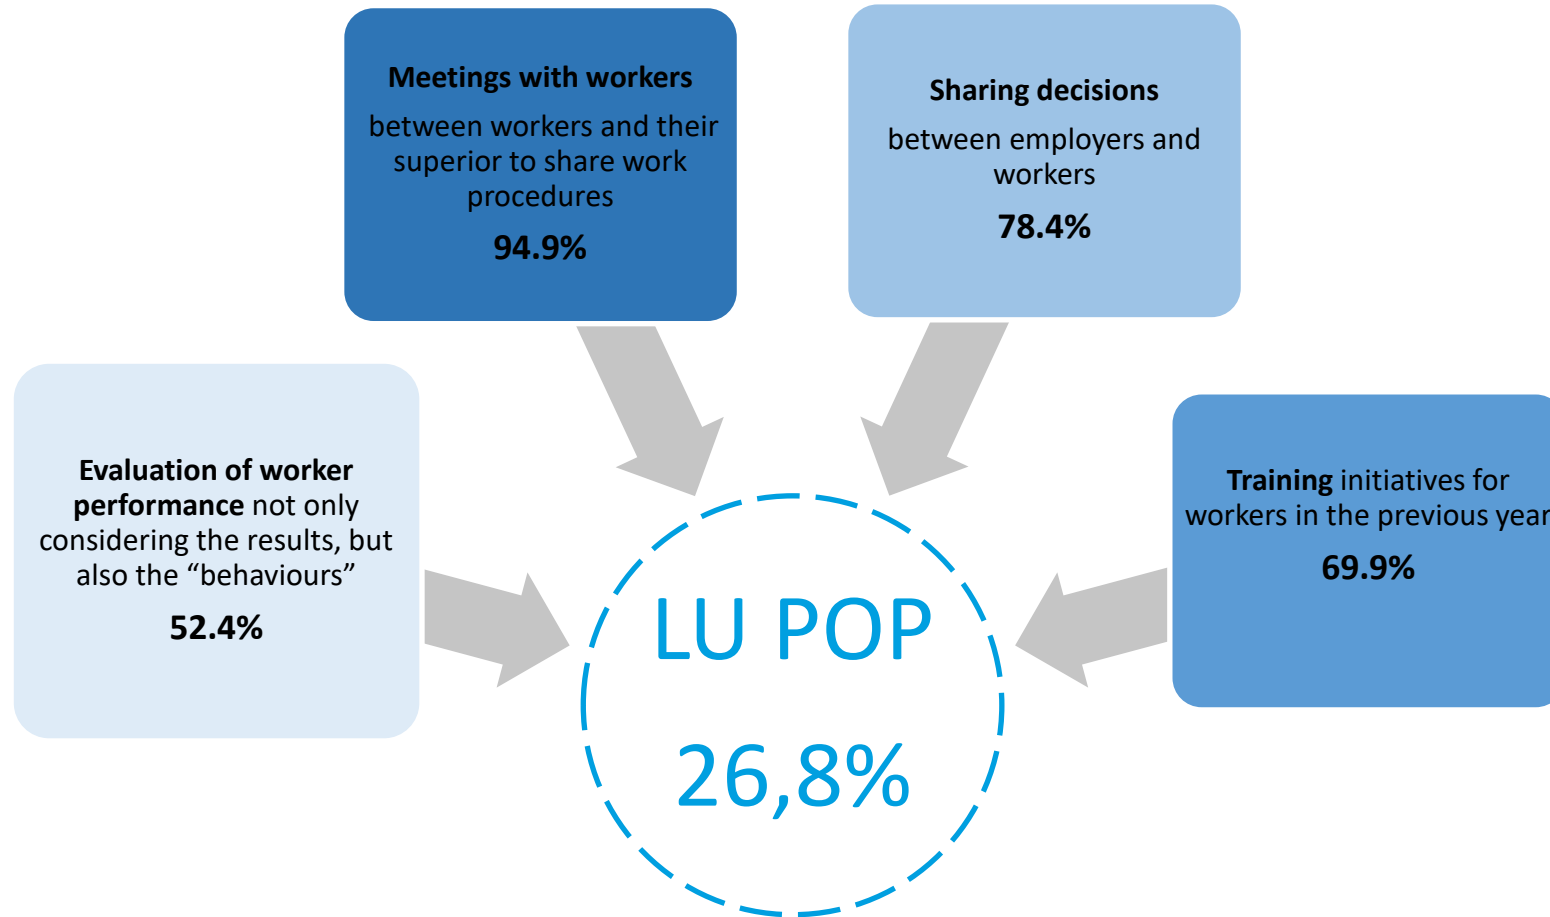 Meetings with workers
between workers and their
superior to share work
procedures
94.9%
Sharing decisions
between employers and
workers
78.4%
Evaluation of worker
performance not only
considering the results, but
also the “behaviours”
52.4%
Training initiatives for
workers in the previous year
69.9%
LU POP
26,8%